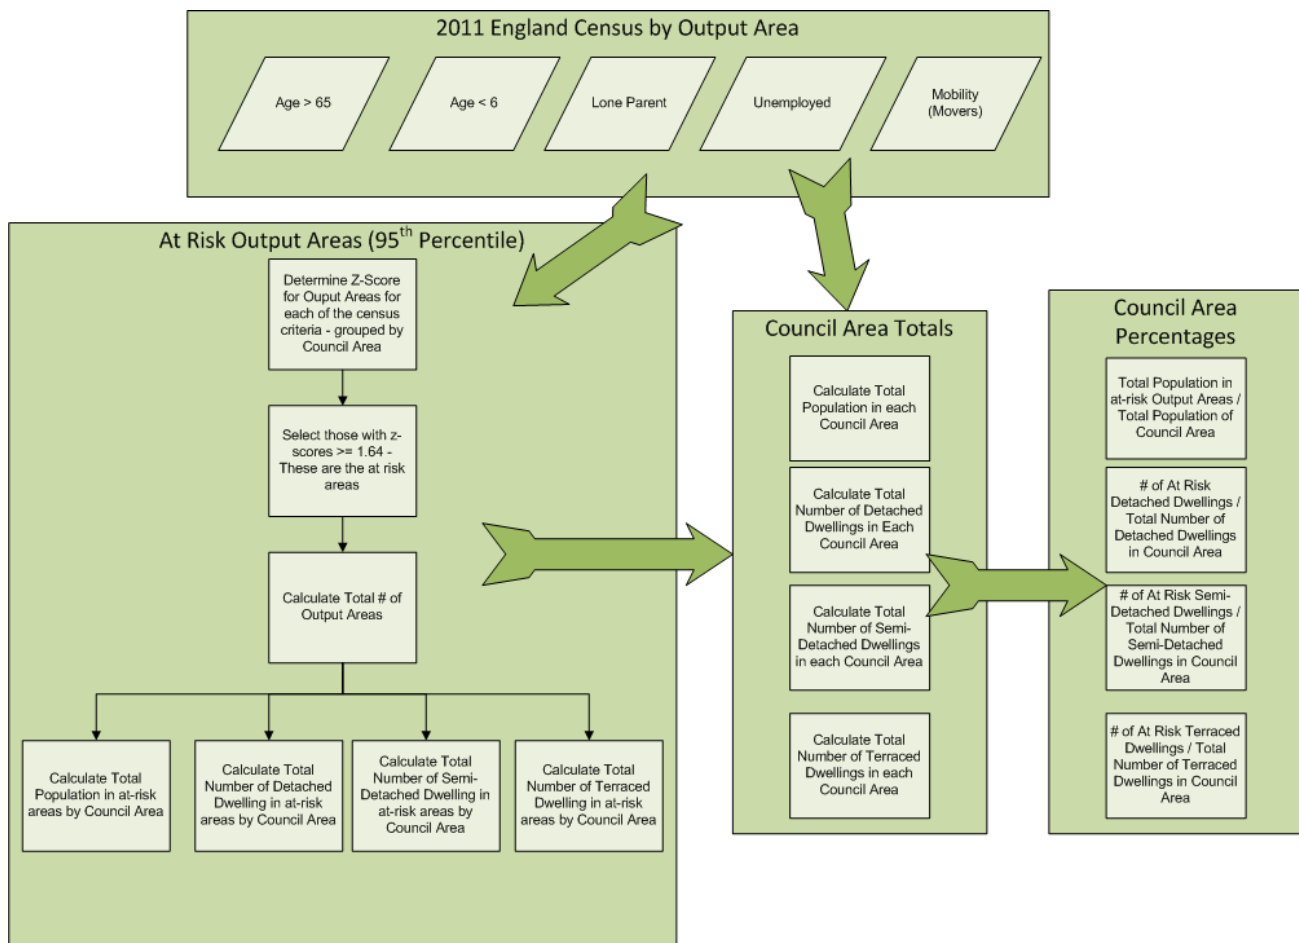 2011 England Census by Output Area
Age > 65
Age < 6
Lone Parent
Unemployed
Mobility
(Movers)
At Risk Output Areas (95th Percentile)
Determine Z-Score
for Ouput Areas for
each of the census
criteria - grouped by
Council Area
Select those with z-
scores >= 1.64 -
These are the at risk
areas
Calculate Total # of
Output Areas
Calculate Total
Population in at-risk
areas by Council Area
Calculate Total
Number of Detached
Dwelling in at-risk
areas by Council Area
Calculate Total
Number of Semi-
Detached Dwelling in
at-risk areas by
Council Area
Calculate Total
Number of Terraced
Dwelling in at-risk
areas by Council Area
Council Area Totals
Calculate Total
Population in each
Council Area
Calculate Total
Number of Detached
Dwellings in Each
Council Area
Calculate Total
Number of Semi-
Detached Dwellings
in each Council Area
Calculate Total
Number of Terraced
Dwellings in each
Council Area
Council Area
Percentages
Total Population in
at-risk Output Areas /
Total Population of
Council Area
# of At Risk
Detached Dwellings /
Total Number of
Detached Dwellings
in Council Area
# of At Risk Semi-
Detached Dwellings /
Total Number of
Semi-Detached
Dwellings in Council
Area
# of At Risk Terraced
Dwellings / Total
Number of Terraced
Dwellings in Council
Area